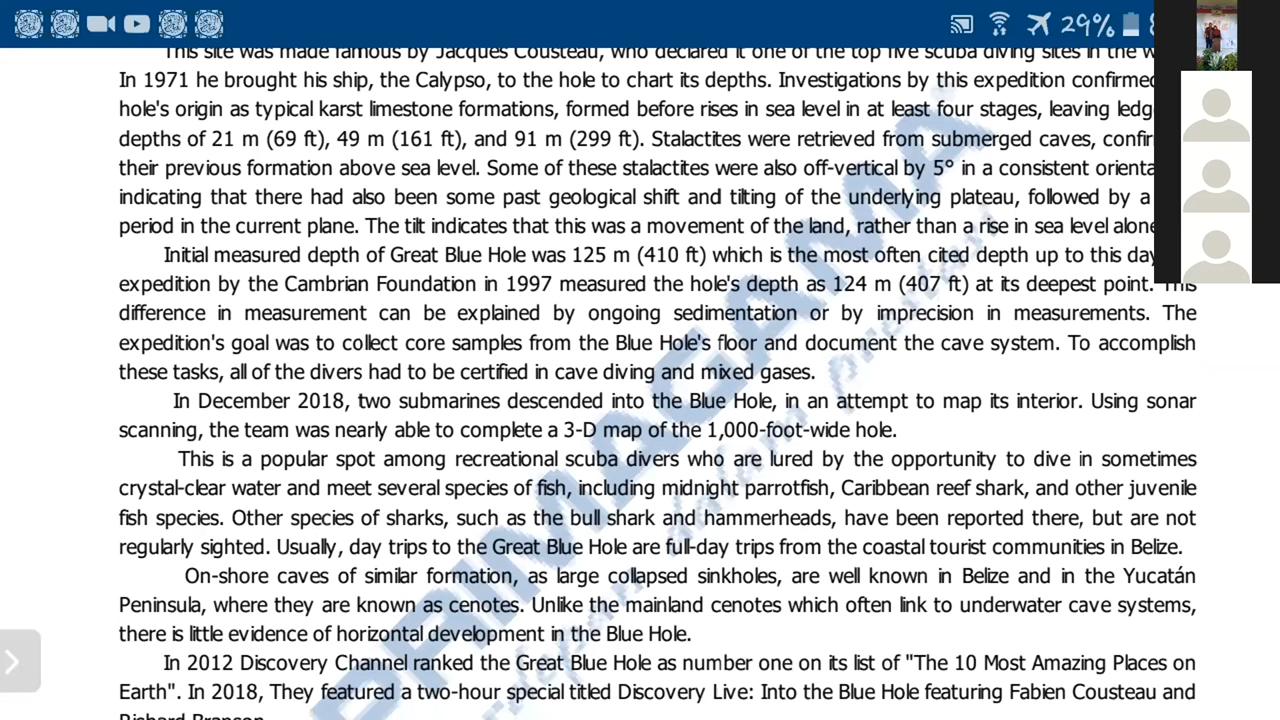 29%
This site was made famous by Jacques Cousteau, who declared it one of the top five scuba diving sites in the
In 1971 he brought his ship, the Calypso, to the hole to chart its depths. Investigations by this expedition confirmed
hole's origin as typical karst limestone formations, formed before rises in sea level in at least four stages, leaving
depths of 21 m (69 ft), 49 m (161 ft), and 91 m (299 ft). Stalactites were retrieved from submerged caves,
their previous formation above sea level. Some of these stalactites were also off-vertical by 5° in a consistent
indicating that there had also been some past geological shift and tilting of the underlying plateau, followed by a
period in the current plane. The tilt indicates that this was a movement of the land, rather than a rise in sea level alone
Initial measured depth of Great Blue Hole was 125 m (410 ft) which is the most often cited depth up to this day
expedition by the Cambrian Foundation in 1997 measured the hole's depth as 124 m (407 ft) at its deepest point. This
difference in measurement can be explained by ongoing sedimentation or by imprecision in measurements. The
expedition's goal was to collect core samples from the Blue Hole's floor and document the cave system. To accomplish
these tasks, all of the divers had to be certified in cave diving and mixed gases.
In December 2018, two submarines descended into the Blue Hole, in an attempt to map its interior. Using sonar
scanning, the team was nearly able to complete a 3-D map of the 1,000-foot-wide hole.
This is a popular spot among recreational scuba divers who are lured by the opportunity to dive in sometimes
crystal-clear water and meet several species of fish, including midnight parrotfish, Caribbean reef shark, and other juvenile
fish species. Other species of sharks, such as the bull shark and hammerheads, have been reported there, but are not
regularly sighted. Usually, day trips to the Great Blue Hole are full-day trips from the coastal tourist communities in Belize.
On-shore caves of similar formation, as large collapsed sinkholes, are well known in Belize and in the Yucatán
Peninsula, where they are known as cenotes. Unlike the mainland cenotes which often link to underwater cave systems,
there is little evidence of horizontal development in the Blue Hole.
In 2012 Discovery Channel ranked the Great Blue Hole as number one on its list of "The 10 Most Amazing Places on
Earth". In 2018, They featured a two-hour special titled Discovery Live: Into the Blue Hole featuring Fabien Cousteau and
Richard Branson
PRIMAGAMA